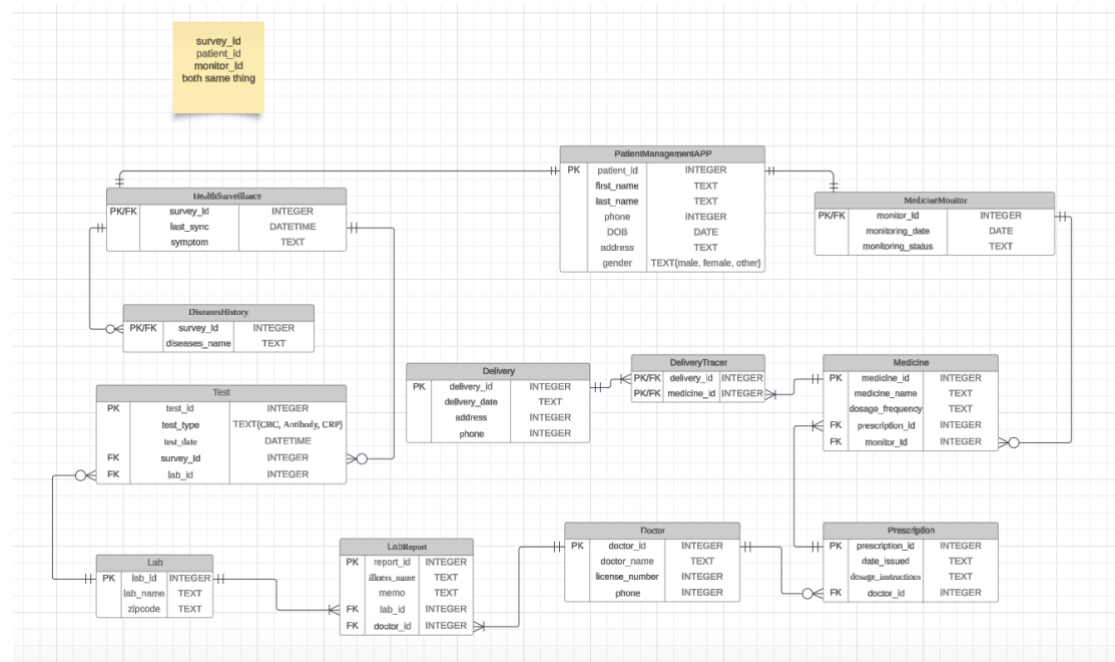 survey_Id
patient_id
monitor_Id
both same thing
PatientManagementAPP
PK patient_id INTEGER
first_name TEXT
last_name TEXT
phone INTEGER
DOB DATE
address TEXT
gender TEXT{male, female, other}
HealthSurveillance
PK/FK survey_Id INTEGER
last_sync DATETIME
symptom TEXT
MedicineMonitor
PK/FK monitor_Id INTEGER
monitoring_date DATE
monitoring_status TEXT
DiseasesHistory
PK/FK survey_Id INTEGER
diseases_name TEXT
Delivery
PK delivery_id INTEGER
delivery_date TEXT
address INTEGER
phone INTEGER
DeliveryTracer
PK/FK delivery_id INTEGER
PK/FK medicine_id INTEGER
Medicine
PK medicine_id INTEGER
medicine_name TEXT
dosage_frequency TEXT
FK prescription_id INTEGER
FK monitor_Id INTEGER
Test
PK test_id INTEGER
test_type TEXT{CBC, Antibody, CRP}
test_date DATETIME
FK survey_Id INTEGER
FK lab_id INTEGER
Lab
PK lab_id INTEGER
lab_name TEXT
zipcode TEXT
LabReport
PK report_id INTEGER
illness_name TEXT
memo TEXT
FK lab_id INTEGER
FK doctor_id INTEGER
Doctor
PK doctor_id INTEGER
doctor_name TEXT
license_number INTEGER
phone INTEGER
Prescription
PK prescription_id INTEGER
date_issued TEXT
dosage_instructions TEXT
FK doctor_id INTEGER